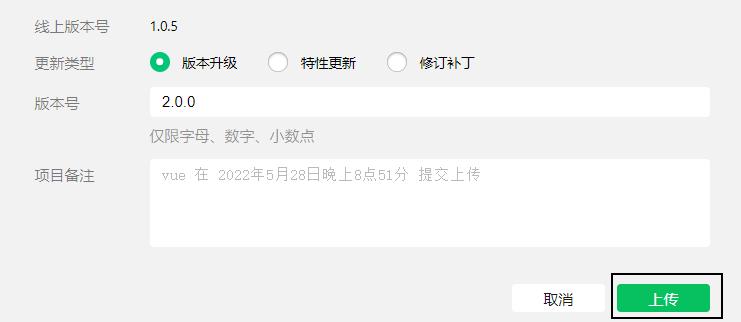 线上版本号 1.0.5
更新类型 版本升级 特性更新 修订补丁
版本号 2.0.0
仅限字母、数字、小数点
项目备注 vue 在 2022年5月28日晚上8点51分 提交上传
取消 上传